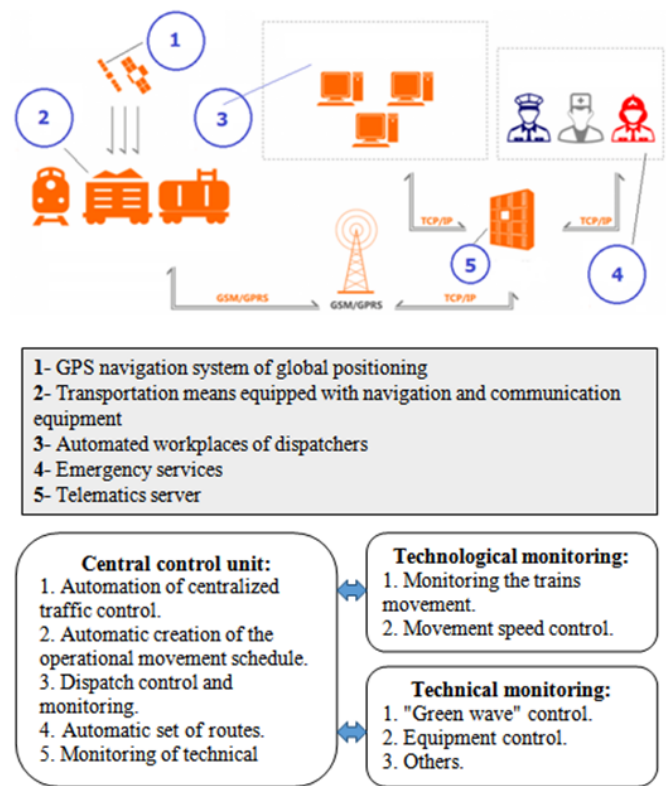 1
2
3
TCP/IP
TCP/IP
5
4
GSM/GPRS
GSM/GPRS
TCP/IP
1- GPS navigation system of global positioning
2- Transportation means equipped with navigation and communication
equipment
3- Automated workplaces of dispatchers
4- Emergency services
5- Telematics server
Central control unit:
1. Automation of centralized
traffic control.
2. Automatic creation of the
operational movement schedule.
3. Dispatch control and
monitoring.
4. Automatic set of routes.
5. Monitoring of technical
Technological monitoring:
1. Monitoring the trains
movement.
2. Movement speed control.
Technical monitoring:
1. "Green wave" control.
2. Equipment control.
3. Others.